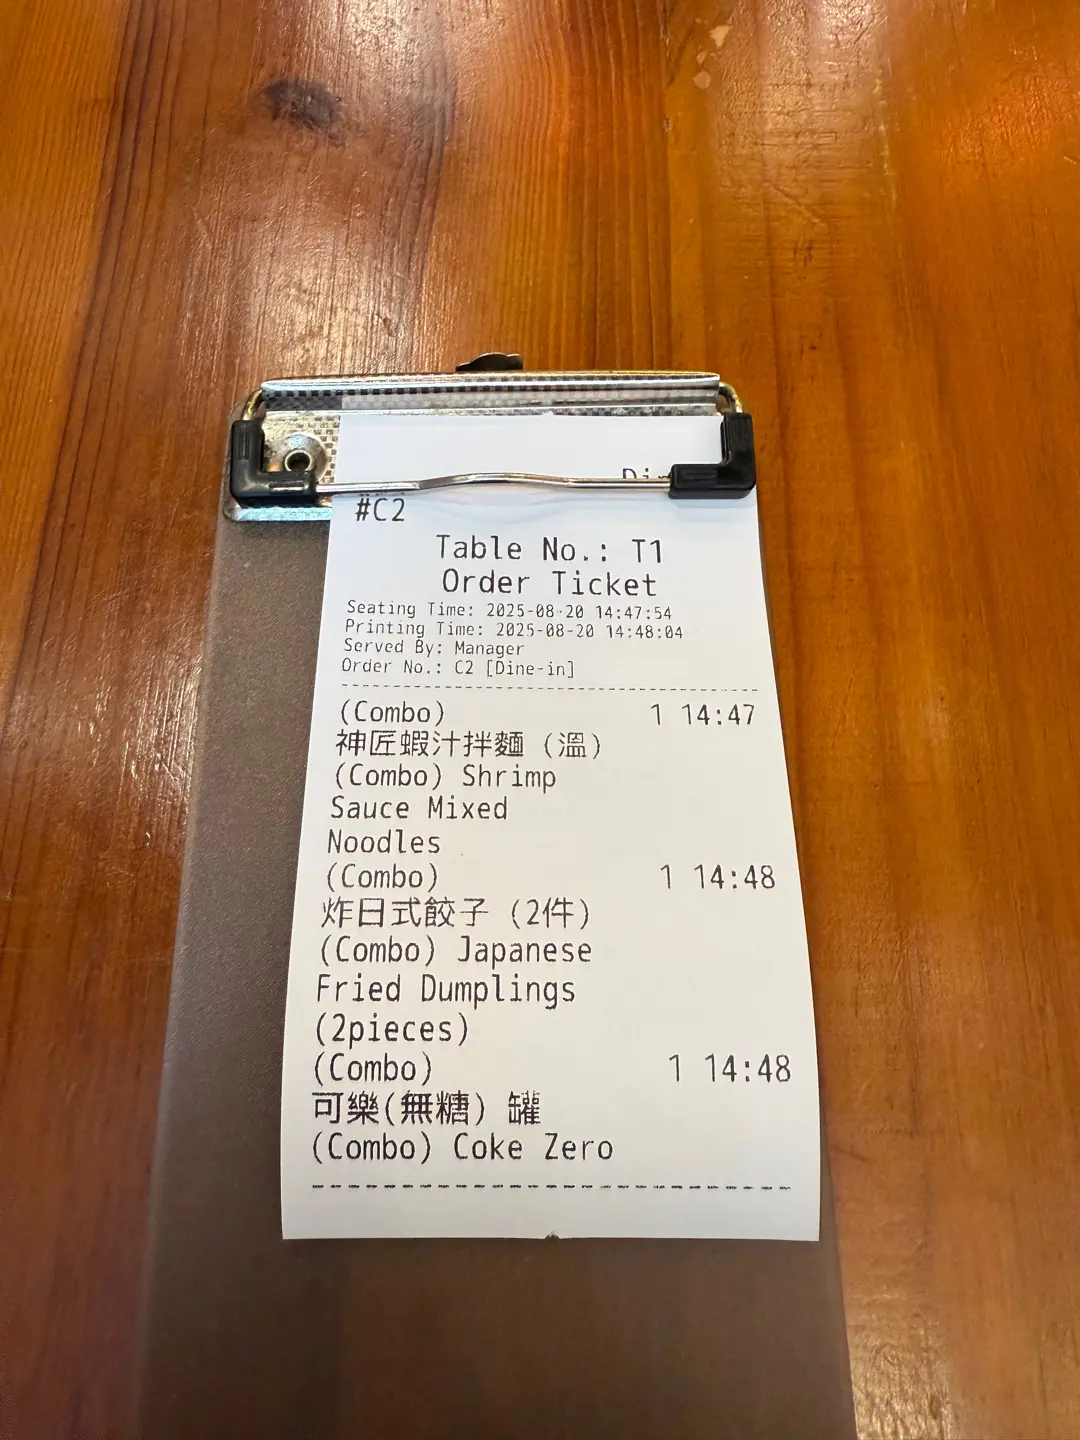 #C2
Table No.: T1
Order Ticket
Seating Time: 2025-08-20 14:47:54
Printing Time: 2025-08-20 14:48:04
Served By: Manager
Order No.: C2 [Dine-in]
(Combo) 1 14:47
神匠蝦汁拌麵 (溫)
(Combo) Shrimp
Sauce Mixed
Noodles
(Combo) 1 14:48
炸日式餃子 (2件)
(Combo) Japanese
Fried Dumplings
(2pieces)
(Combo) 1 14:48
可樂(無糖) 罐
(Combo) Coke Zero